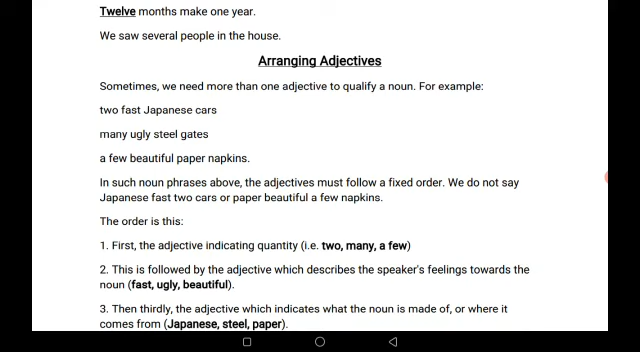 Twelve months make one year.
We saw several people in the house.
Arranging Adjectives
Sometimes, we need more than one adjective to qualify a noun. For example:
two fast Japanese cars
many ugly steel gates
a few beautiful paper napkins.
In such noun phrases above, the adjectives must follow a fixed order. We do not say
Japanese fast two cars or paper beautiful a few napkins.
The order is this:
1. First, the adjective indicating quantity (i.e. two, many, a few)
2. This is followed by the adjective which describes the speaker's feelings towards the
noun (fast, ugly, beautiful).
3. Then thirdly, the adjective which indicates what the noun is made of, or where it
comes from (Japanese, steel, paper).